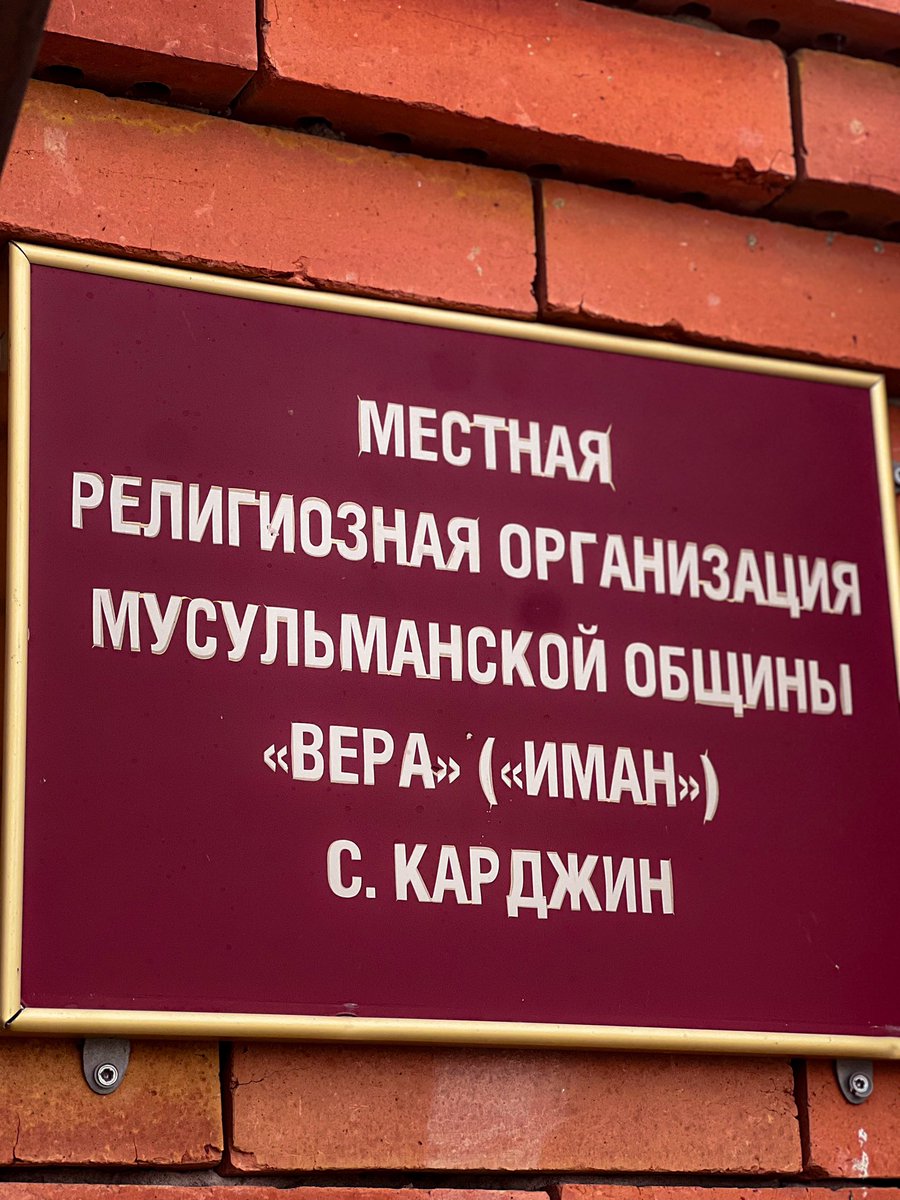 МЕСТНАЯ
РЕЛИГИОЗНАЯ ОРГАНИЗАЦИЯ
МУСУЛЬМАНСКОЙ ОБЩИНЫ
«ВЕРА» («ИМАН»)
С. КАРДЖИН